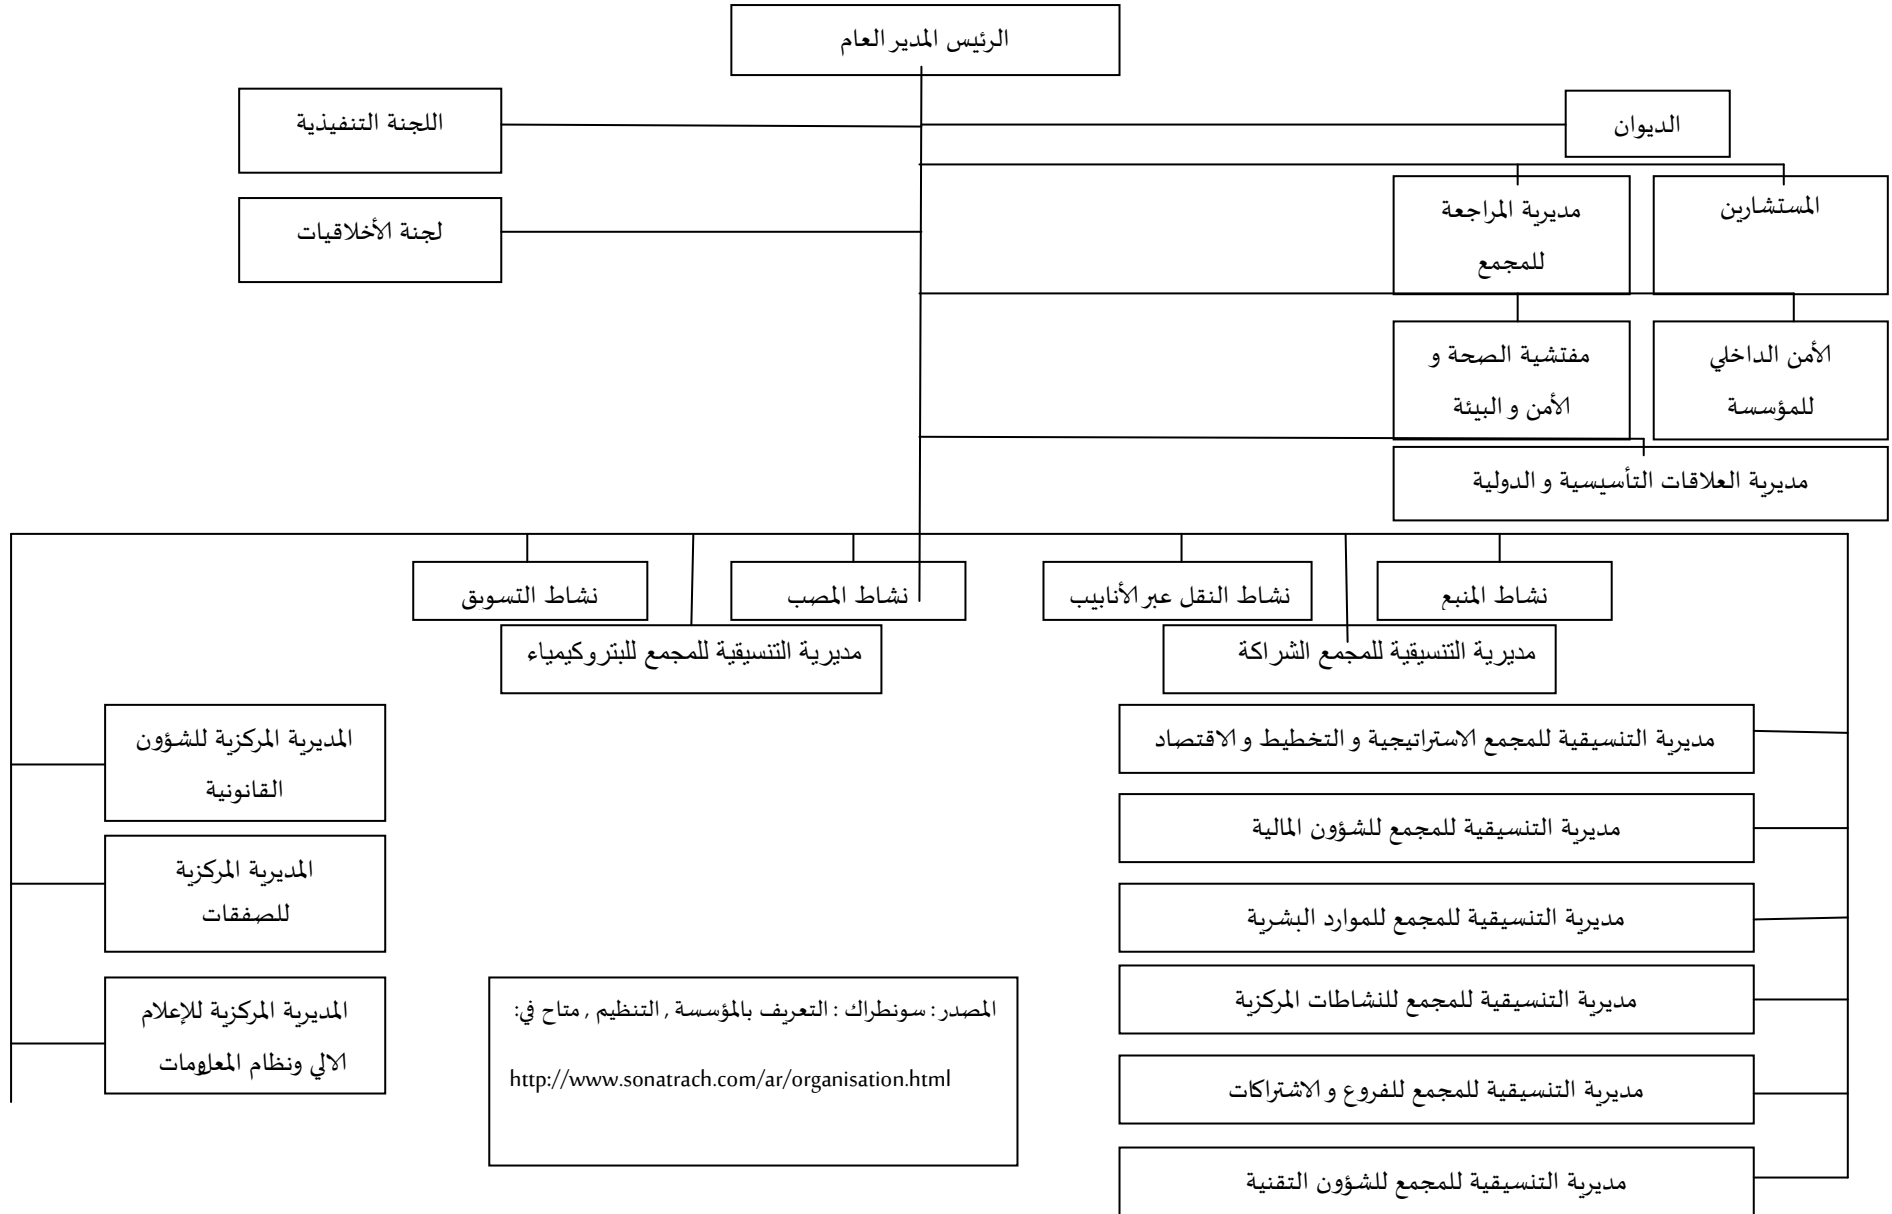 الرئيس المدير العام
الديوان
اللجنة التنفيذية
المستشارين
مديرية المراجعة
للمجمع
لجنة الأخلاقيات
الأمن الداخلي
للمؤسسة
مفتشية الصحة و
الأمن و البيئة
مديرية العلاقات التأسيسية و الدولية
نشاط المنبع
نشاط النقل عبر الأنابيب
نشاط المصب
نشاط التسويق
مديرية التنسيقية للمجمع الشراكة
مديرية التنسيقية للمجمع للبتروكيمياء
مديرية التنسيقية للمجمع الاستراتيجية و التخطيط و الاقتصاد
مديرية التنسيقية للمجمع للشؤون المالية
مديرية التنسيقية للمجمع للموارد البشرية
مديرية التنسيقية للمجمع للنشاطات المركزية
مديرية التنسيقية للمجمع للفروع و الاشتراكات
مديرية التنسيقية للمجمع للشؤون التقنية
المديرية المركزية للشؤون
القانونية
المديرية المركزية
للصفقات
المديرية المركزية للإعلام
الالي ونظام المعلومات
المصدر : سونطراك : التعريف بالمؤسسة , التنظيم , متاح في:
http://www.sonatrach.com/ar/organisation.html